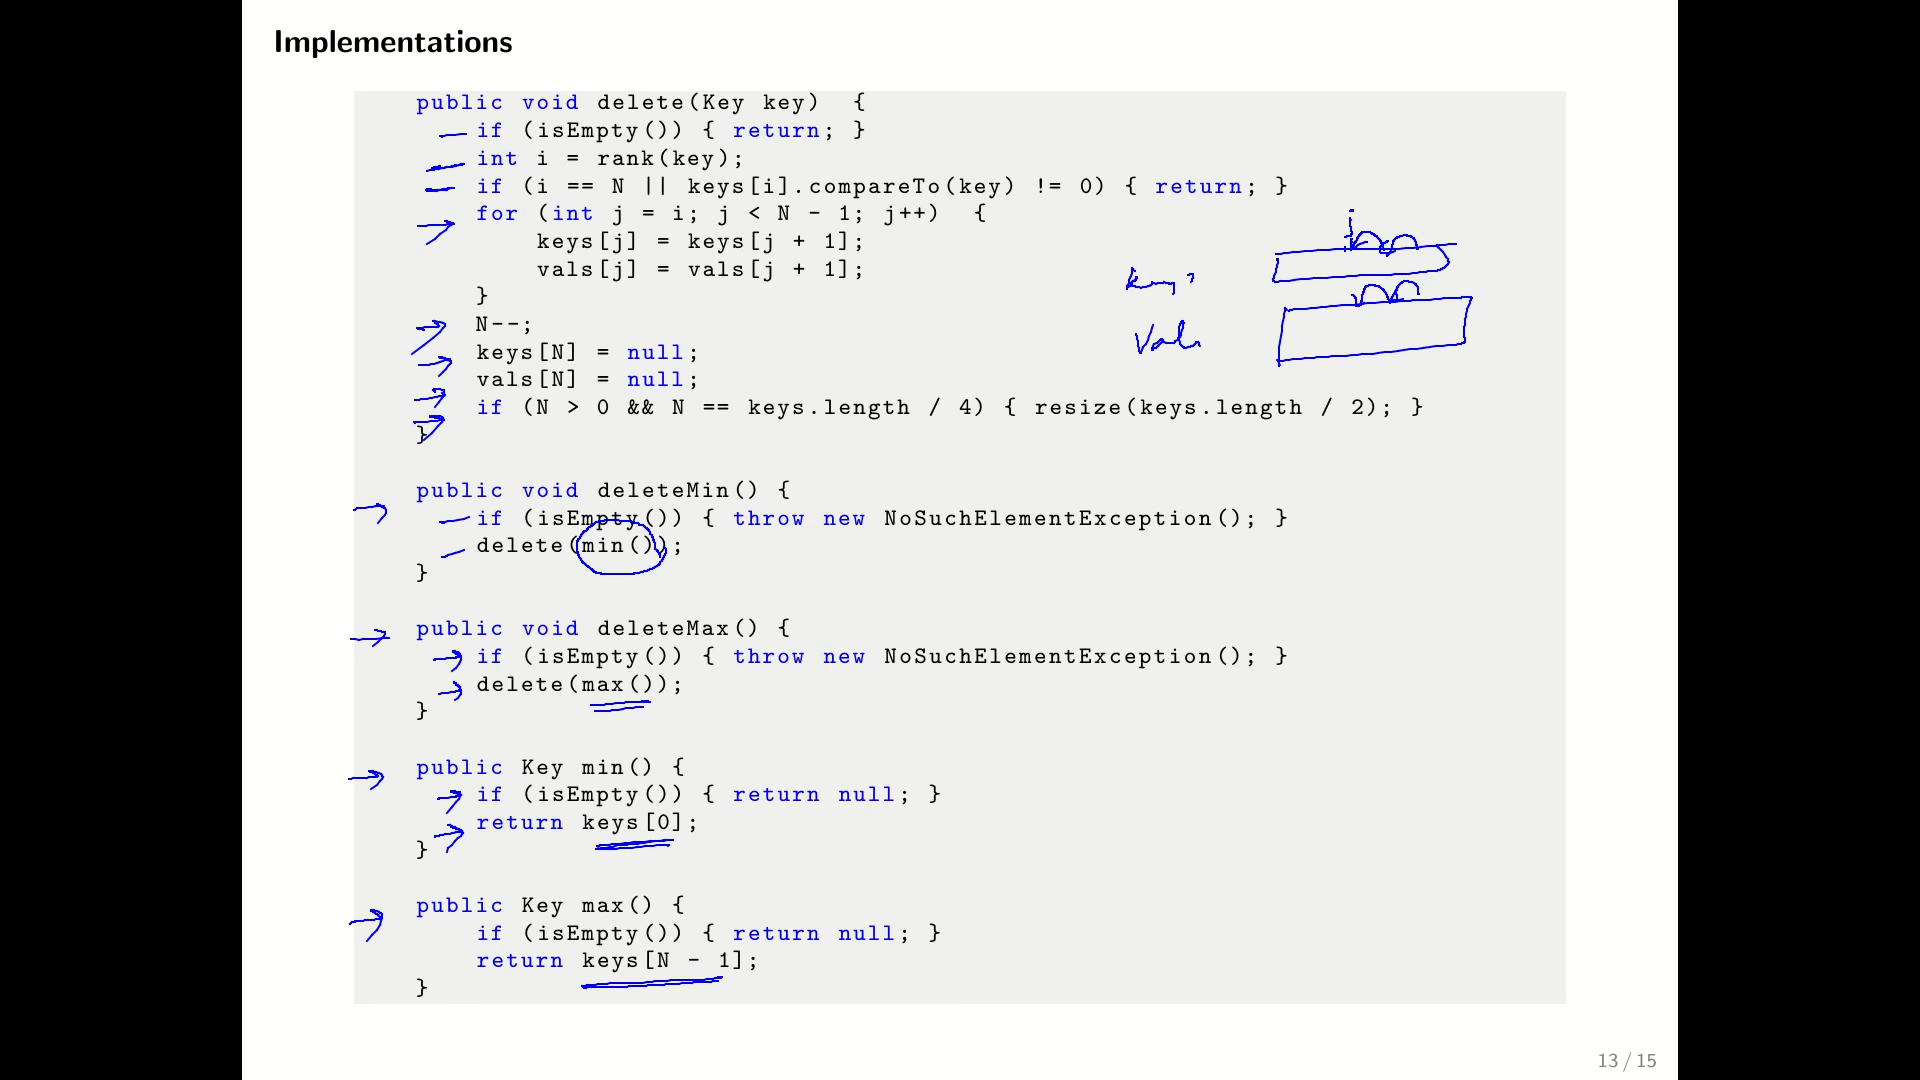 Implementations
public void delete(Key key) {
if (isEmpty()) { return; }
int i = rank(key);
if (i == N || keys[i].compareTo(key) != 0) { return; }
for (int j = i; j < N - 1; j++) {
keys[j] = keys[j + 1];
vals[j] = vals[j + 1];
}
N--;
keys[N] = null;
vals[N] = null;
if (N > 0 && N == keys.length / 4) { resize(keys.length / 2); }
}
i
keys
Vals
public void deleteMin() {
if (isEmpty()) { throw new NoSuchElementException(); }
delete(min());
}
public void deleteMax() {
if (isEmpty()) { throw new NoSuchElementException(); }
delete(max());
}
public Key min() {
if (isEmpty()) { return null; }
return keys[0];
}
public Key max() {
if (isEmpty()) { return null; }
return keys[N - 1];
}
13 / 15